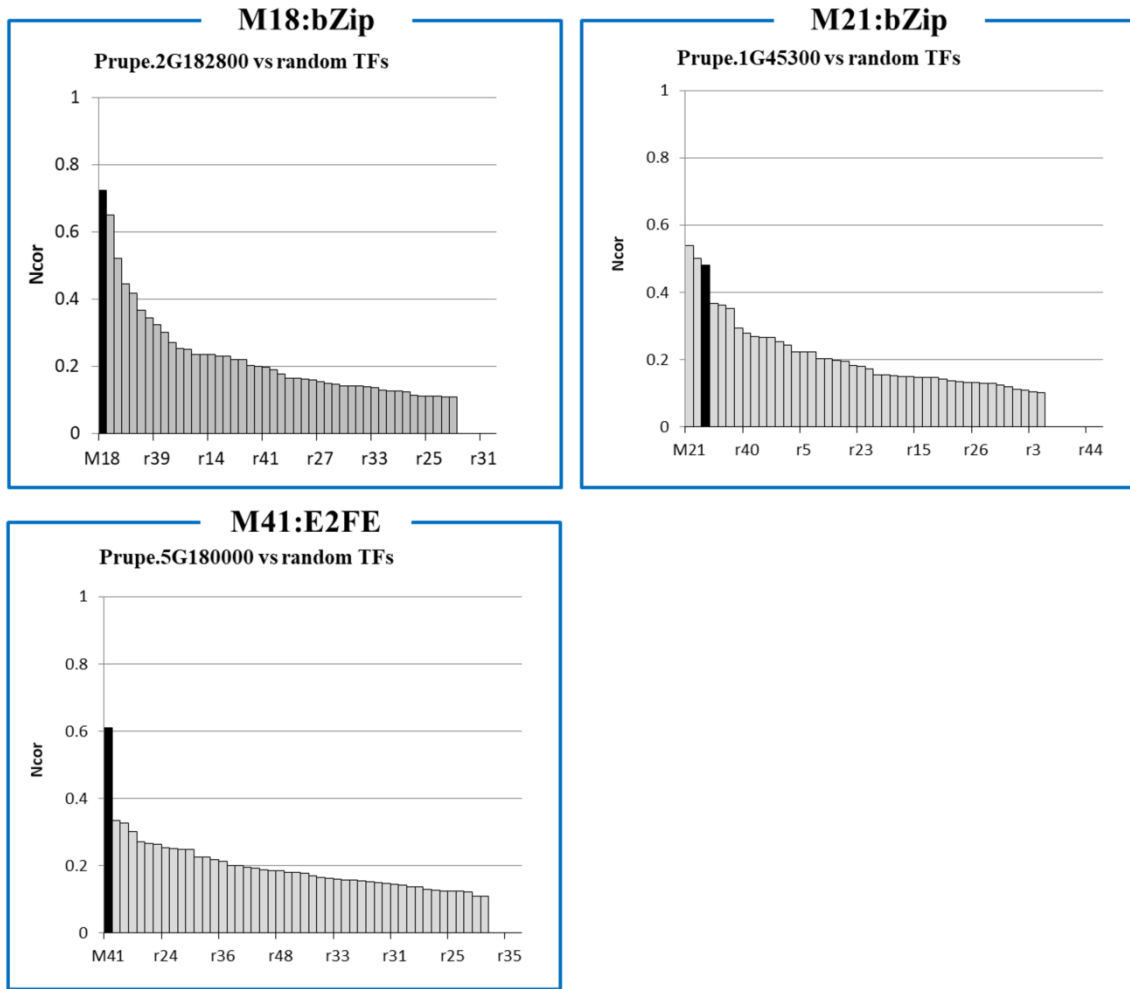 M18:bZip
Prupe.2G182800 vs random TFs
1
0.8
0.6
0.4
0.2
0
Ncor
M18 r39 r14 r41 r27 r33 r25 r31
M21:bZip
Prupe.1G45300 vs random TFs
1
0.8
0.6
0.4
0.2
0
Ncor
M21 r40 r5 r23 r15 r26 r3 r44
M41:E2FE
Prupe.5G180000 vs random TFs
1
0.8
0.6
0.4
0.2
0
Ncor
M41 r24 r36 r48 r33 r31 r25 r35